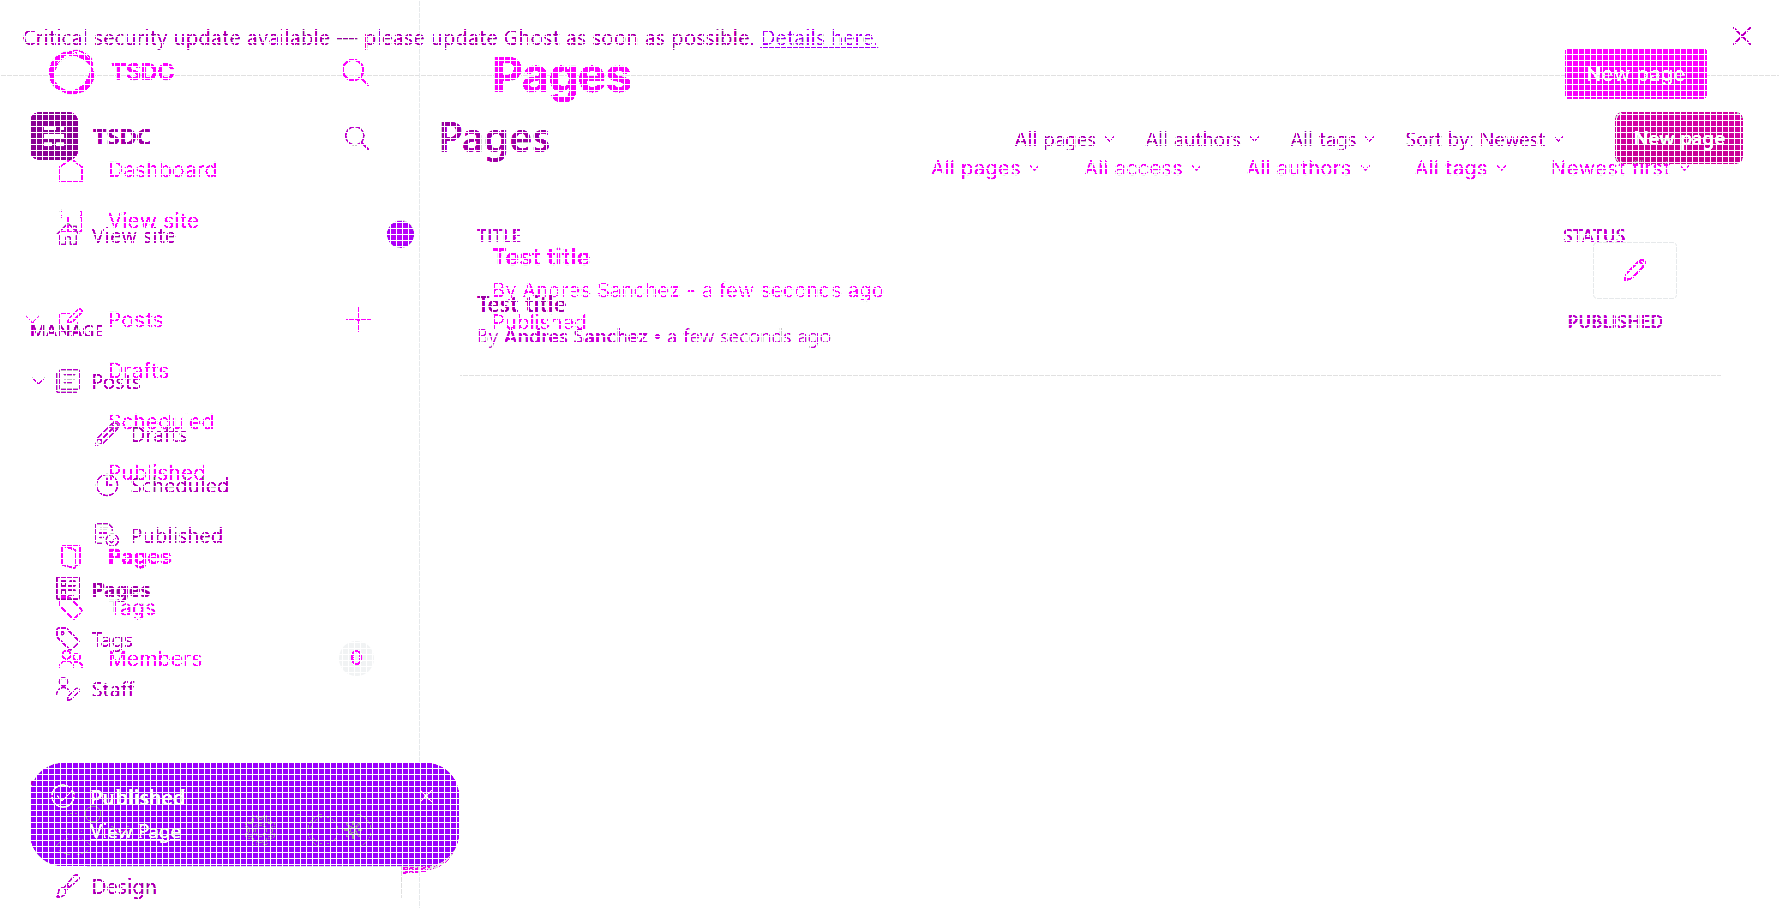 Critical security update available — please update Ghost as soon as possible. Details here.
TSDC
Pages
New page
TSDC
Pages
All pages
All authors
All tags
Sort by: Newest
New page
Dashboard
All pages
All access
All authors
All tags
Newest first
View site
View site
TITLE
STATUS
Test title
By Andres Sanchez - a few seconds ago
Test title
Published
By Andres Sanchez • a few seconds ago
PUBLISHED
Posts
MANAGE
Drafts
Posts
Scheduled
Drafts
Published
Scheduled
Published
Pages
Pages
Tags
Tags
Members
0
Staff
Published
View Page
Design